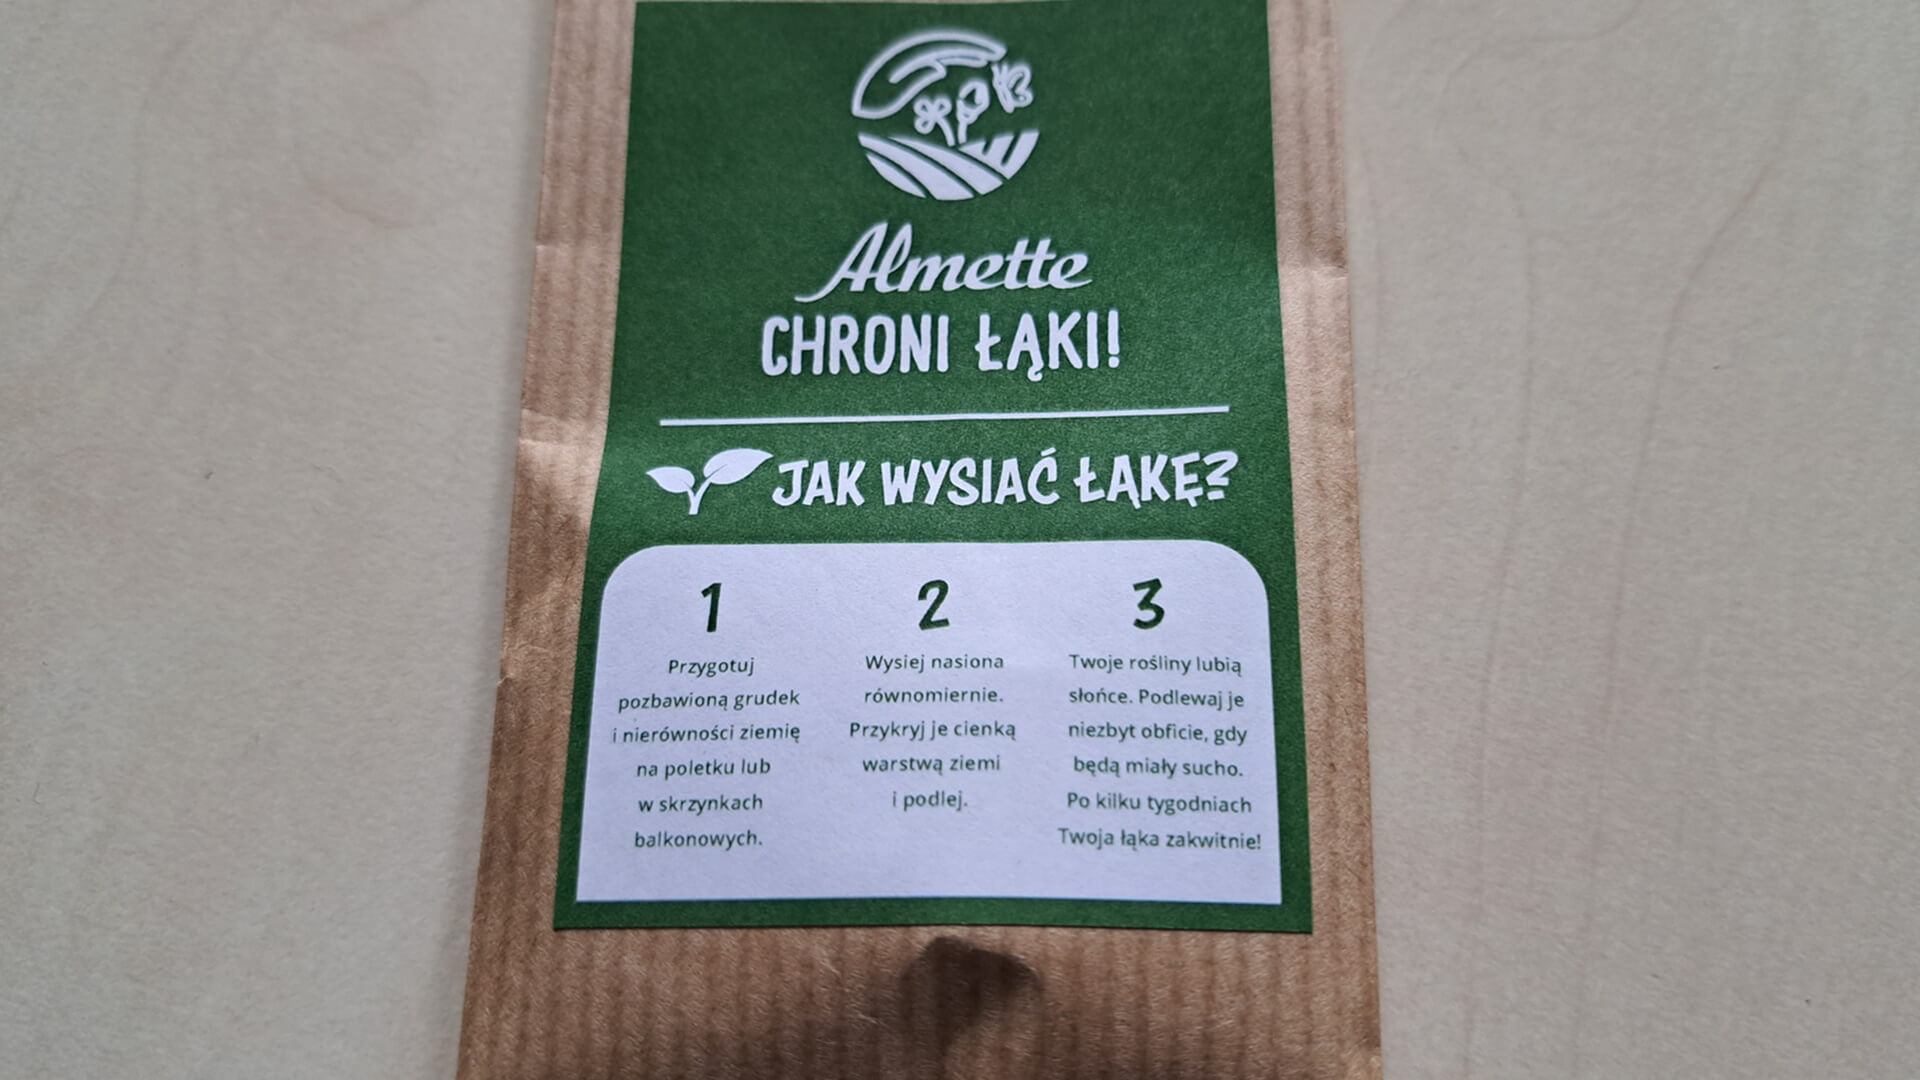 Almette
CHRONI ŁĄKI!
JAK WYSIAĆ ŁĄKĘ?
1
Przygotuj
pozbawioną grudek
i nierówności ziemię
na poletku lub
w skrzynkach
balkonowych.
2
Wysiej nasiona
równomiernie.
Przykryj je cienką
warstwą ziemi
i podlej.
3
Twoje rośliny lubią
słońce. Podlewaj je
niezbyt obficie, gdy
będą miały sucho.
Po kilku tygodniach
Twoja łąka zakwitnie!